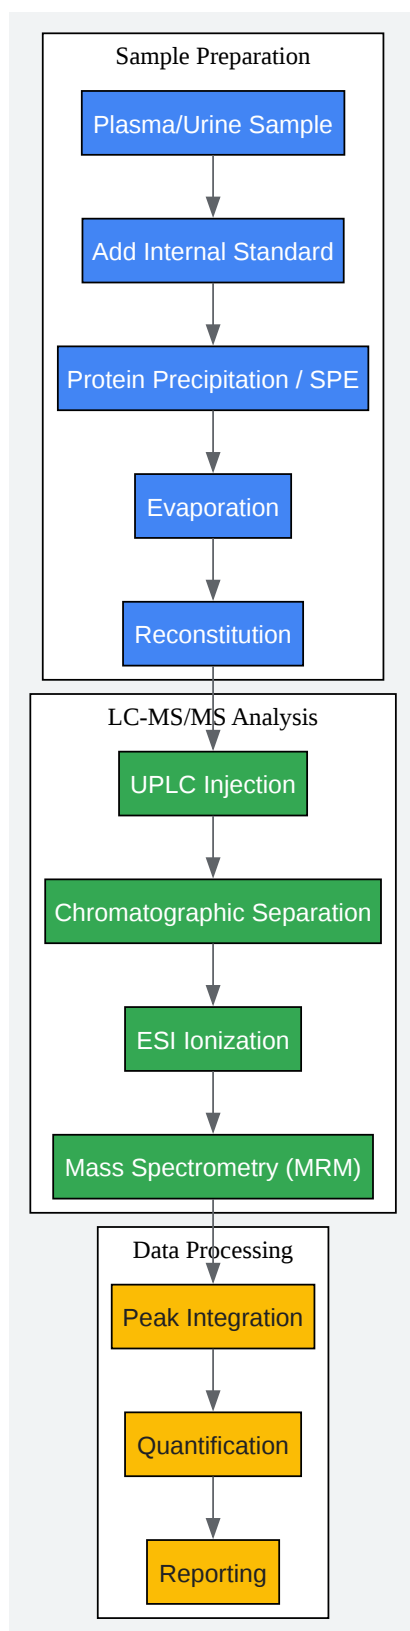 Sample Preparation
Plasma/Urine Sample
Add Internal Standard
Protein Precipitation / SPE
Evaporation
Reconstitution
LC-MS/MS Analysis
UPLC Injection
Chromatographic Separation
ESI Ionization
Mass Spectrometry (MRM)
Data Processing
Peak Integration
Quantification
Reporting